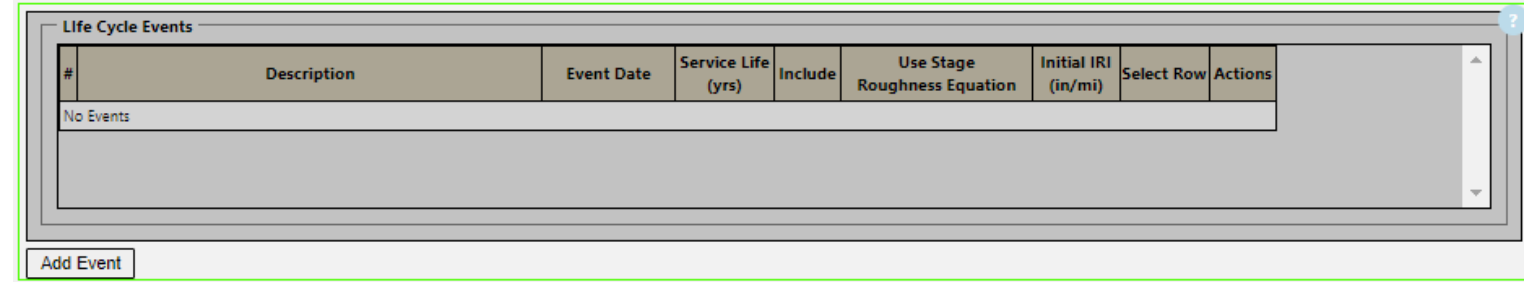 LIfe Cycle Events
?
# Description Event Date Service Life (yrs) Include Use Stage Roughness Equation Initial IRI (in/mi) Select Row Actions
No Events
Add Event